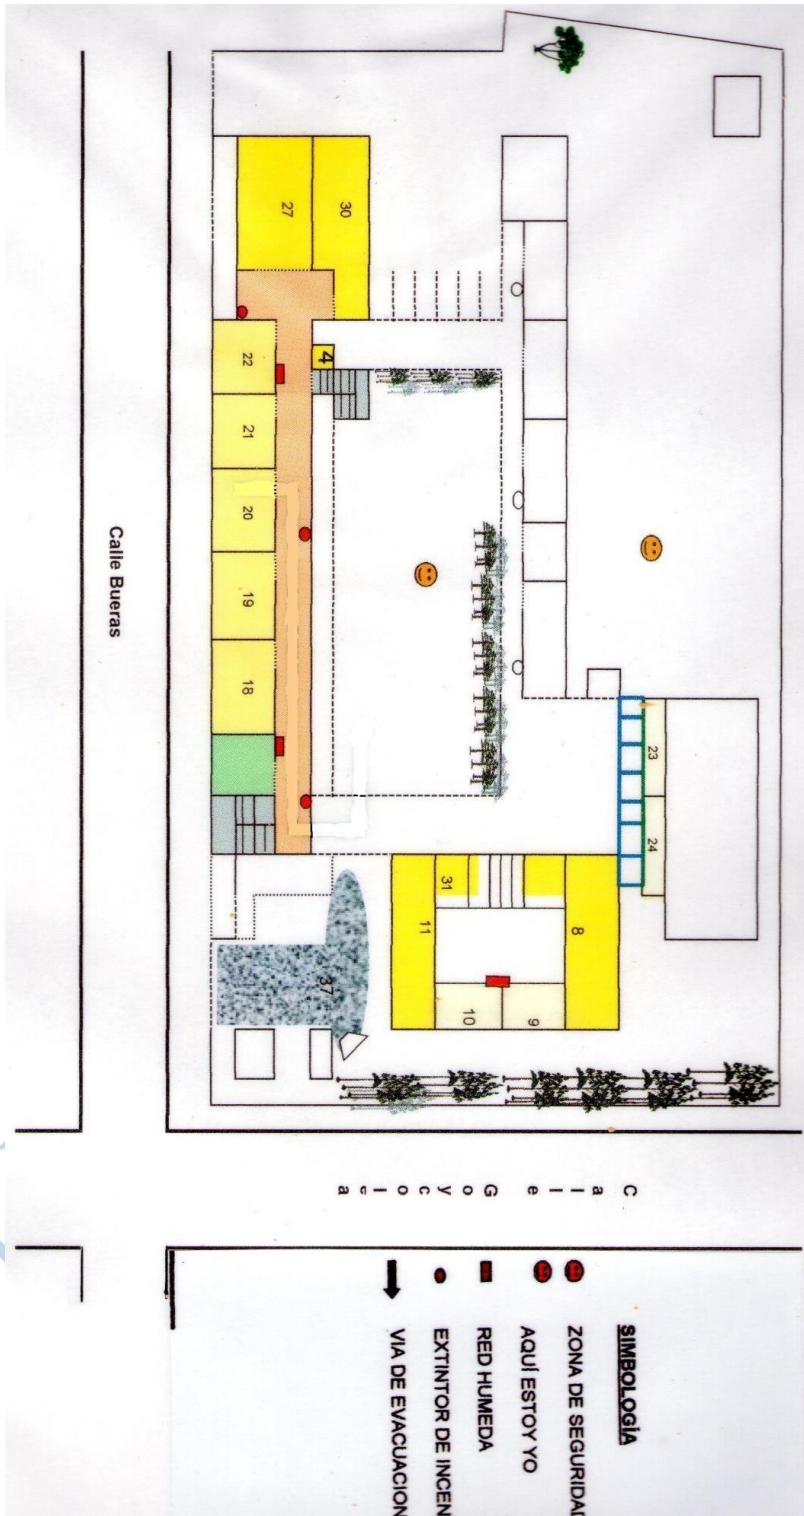 27
30
4
22
21
20
19
18
23
24
31
11
8
10
9
37
Calle Bueras
Calle Goycolea
SIMBOLOGÍA
ZONA DE SEGURIDAD
AQUÍ ESTOY YO
RED HUMEDA
EXTINTOR DE INCEN
VIA DE EVACUACION